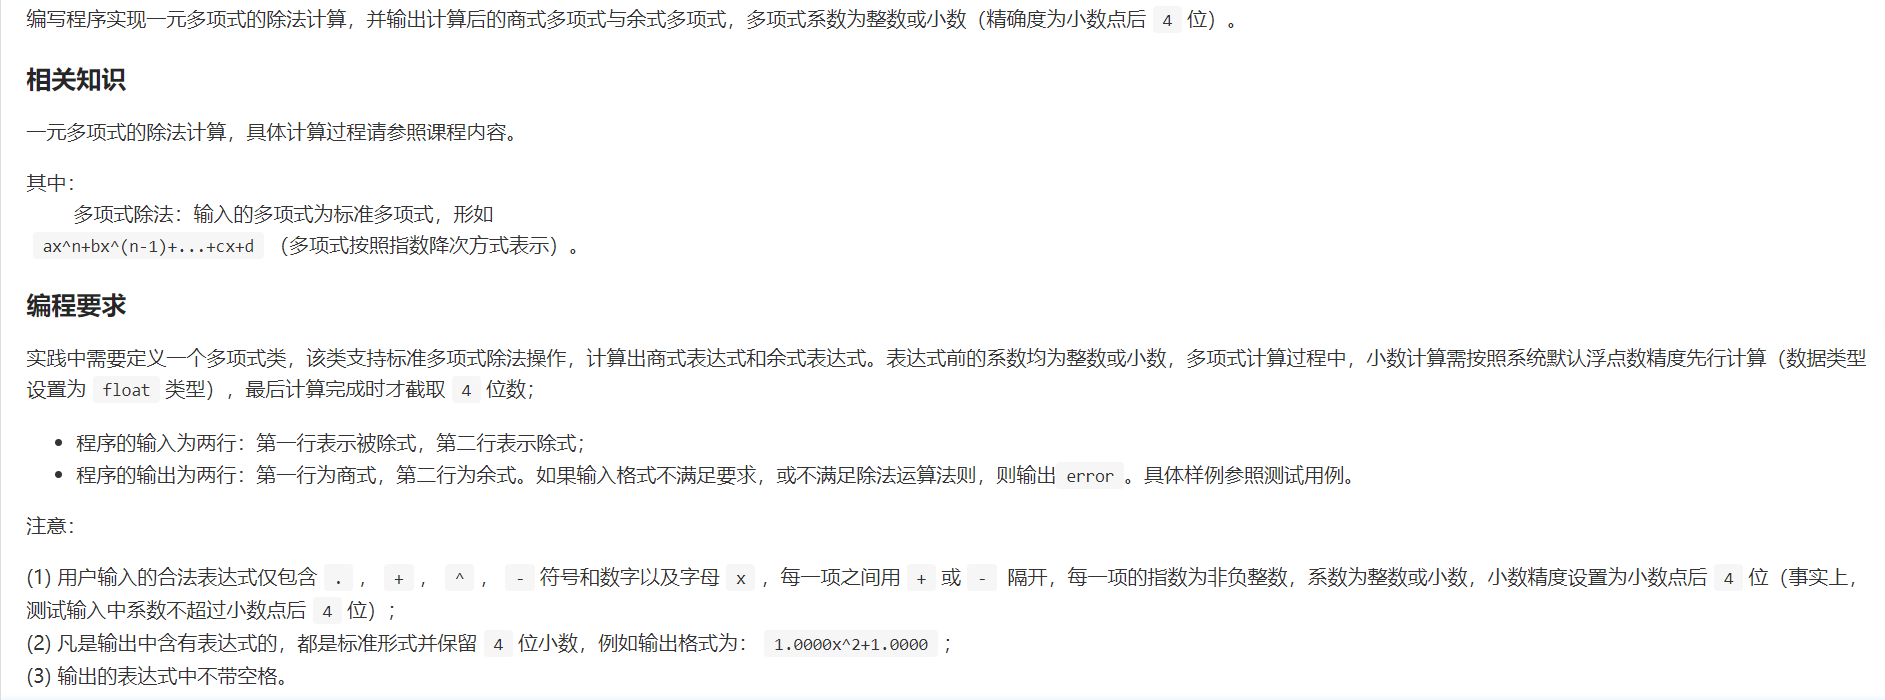 编写程序实现一元多项式的除法计算，并输出计算后的商式多项式与余式多项式，多项式系数为整数或小数（精确度为小数点后 4 位）。
相关知识
一元多项式的除法计算，具体计算过程请参照课程内容。
其中：
多项式除法：输入的多项式为标准多项式，形如
ax^n+bx^(n-1)+...+cx+d （多项式按照指数降次方式表示）。
编程要求
实践中需要定义一个多项式类，该类支持标准多项式除法操作，计算出商式表达式和余式表达式。表达式前的系数均为整数或小数，多项式计算过程中，小数计算需按照系统默认浮点数精度先行计算（数据类型
设置为 float 类型），最后计算完成时才截取 4 位数；
• 程序的输入为两行：第一行表示被除式，第二行表示除式；
• 程序的输出为两行：第一行为商式，第二行为余式。如果输入格式不满足要求，或不满足除法运算法则，则输出 error 。具体样例参照测试用例。
注意：
(1) 用户输入的合法表达式仅包含 . ， + ， ^ ， - 符号和数字以及字母 x ，每一项之间用 + 或 - 隔开，每一项的指数为非负整数，系数为整数或小数，小数精度设置为小数点后 4 位（事实上，
测试输入中系数不超过小数点后 4 位）；
(2) 凡是输出中含有表达式的，都是标准形式并保留 4 位小数，例如输出格式为： 1.0000x^2+1.0000 ；
(3) 输出的表达式中不带空格。